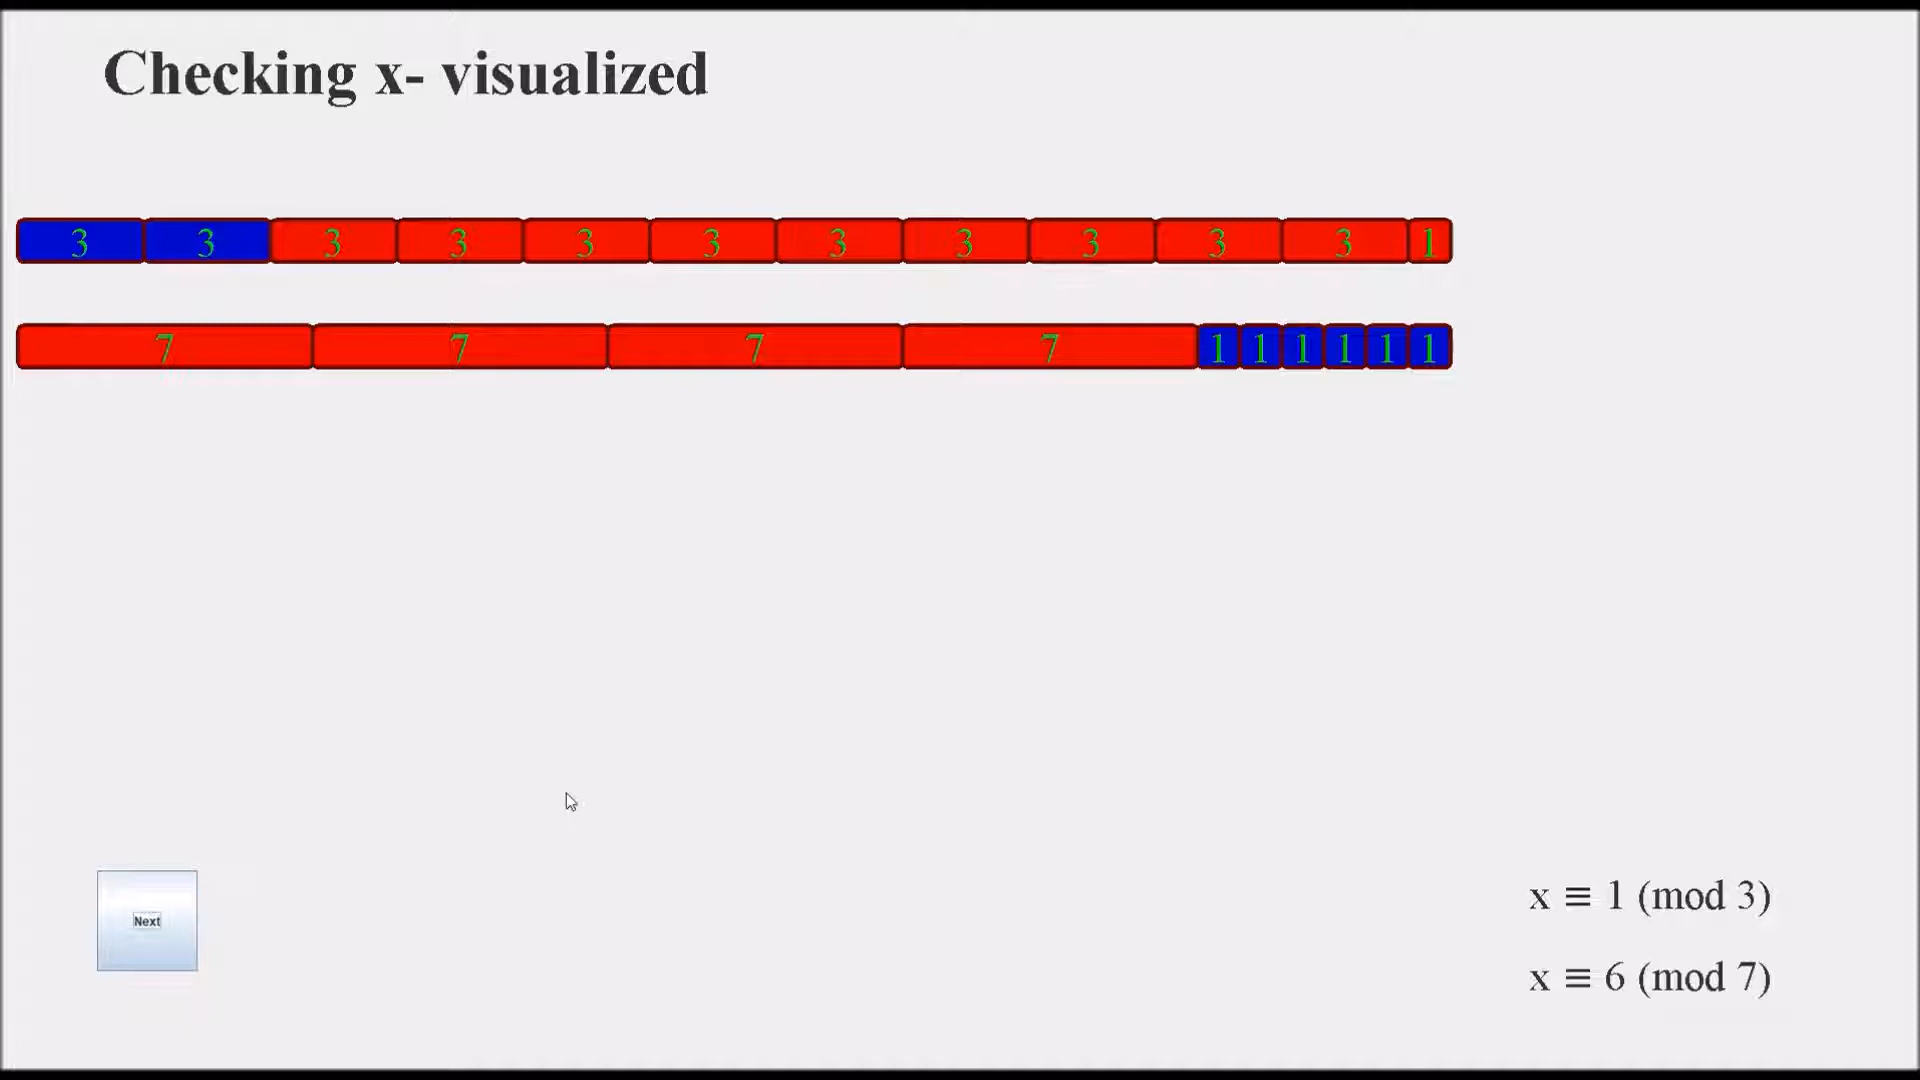 Checking x- visualized
3 3 3 3 3 3 3 3 3 3 3 1
7 7 7 7 1 1 1 1 1 1
Next
x ≡ 1 (mod 3)
x ≡ 6 (mod 7)